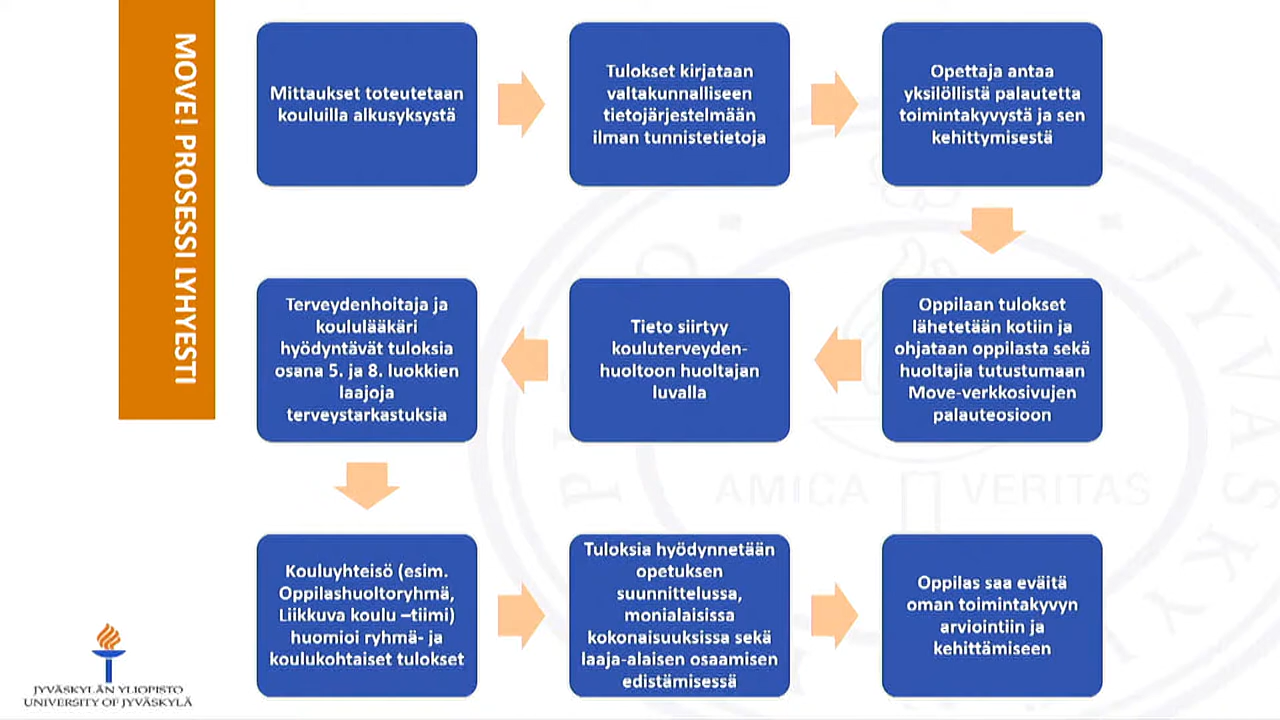 MOVE! PROSESSI LYHYESTI
Mittaukset toteutetaan
kouluilla alkusyksystä
Tulokset kirjataan
valtakunnalliseen
tietojärjestelmään
ilman tunnistetietoja
Opettaja antaa
yksilöllistä palautetta
toimintakyvystä ja sen
kehittymisestä
Oppilaan tulokset
lähetetään kotiin ja
ohjataan oppilasta sekä
huoltajia tutustumaan
Move-verkkosivujen
palauteosioon
Tieto siirtyy
kouluterveyden-
huoltoon huoltajan
luvalla
Terveydenhoitaja ja
koululääkäri
hyödyntävät tuloksia
osana 5. ja 8. luokkien
laajoja
terveystarkastuksia
Kouluyhteisö (esim.
Oppilashuoltoryhmä,
Liikkuva koulu –tiimi)
huomioi ryhmä- ja
koulukohtaiset tulokset
Tuloksia hyödynnetään
opetuksen
suunnittelussa,
monialaisissa
kokonaisuuksissa sekä
laaja-alaisen osaamisen
edistämisessä
Oppilas saa eväitä
oman toimintakyvyn
arviointiin ja
kehittämiseen
AMICA VERITAS
JYVÄSKYLÄN YLIOPISTO
UNIVERSITY OF JYVÄSKYLÄ